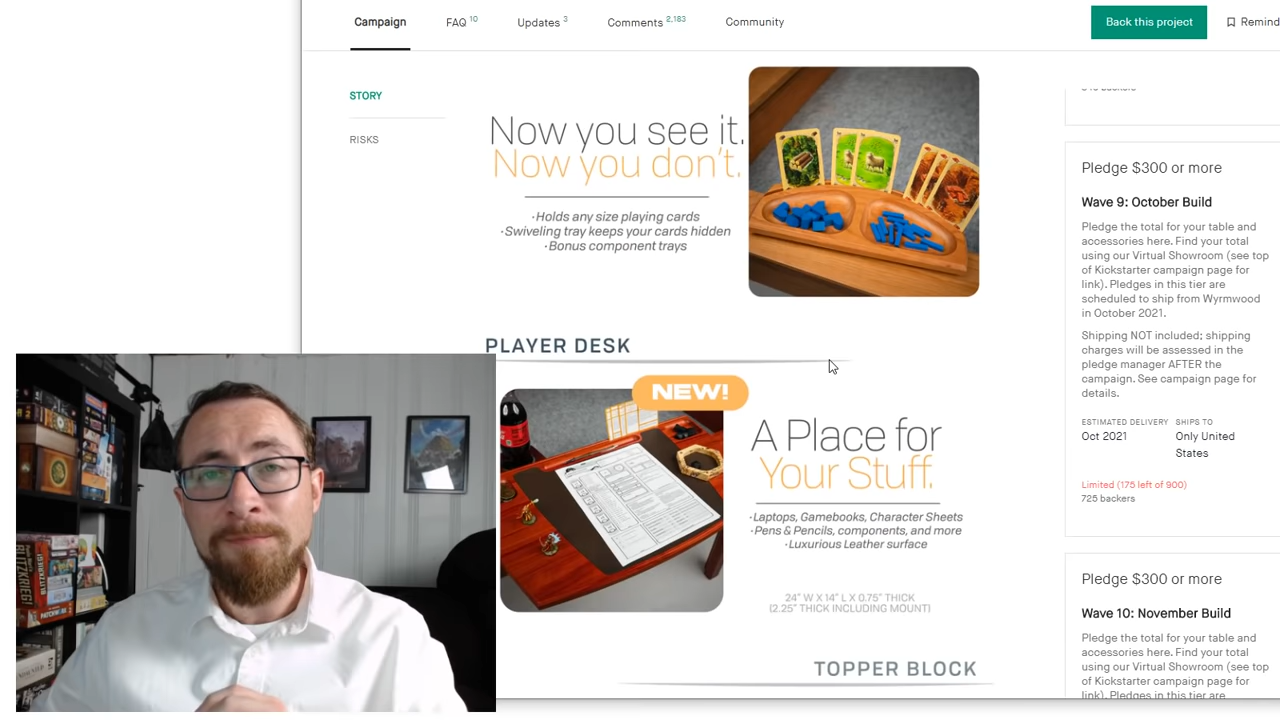 Campaign
FAQ 10
Updates 3
Comments 2,183
Community
Back this project
Remind
STORY
RISKS
Now you see it.
Now you don't.
·Holds any size playing cards
·Swiveling tray keeps your cards hidden
·Bonus component trays
PLAYER DESK
NEW!
A Place for
Your Stuff.
·Laptops, Gamebooks, Character Sheets
·Pens & Pencils, components, and more
·Luxurious Leather surface
24" W X 14" L X 0.75" THICK
(2.25" THICK INCLUDING MOUNT)
TOPPER BLOCK
Pledge $300 or more
Wave 9: October Build
Pledge the total for your table and
accessories here. Find your total
using our Virtual Showroom (see top
of Kickstarter campaign page for
link). Pledges in this tier are
scheduled to ship from Wyrmwood
in October 2021.
Shipping NOT included; shipping
charges will be assessed in the
pledge manager AFTER the
campaign. See campaign page for
details.
ESTIMATED DELIVERY
Oct 2021
SHIPS TO
Only United
States
Limited (175 left of 900)
725 backers
Pledge $300 or more
Wave 10: November Build
Pledge the total for your table and
accessories here. Find your total
using our Virtual Showroom (see top
of Kickstarter campaign page for
link). Pledges in this tier are
BLITZKRIEG!